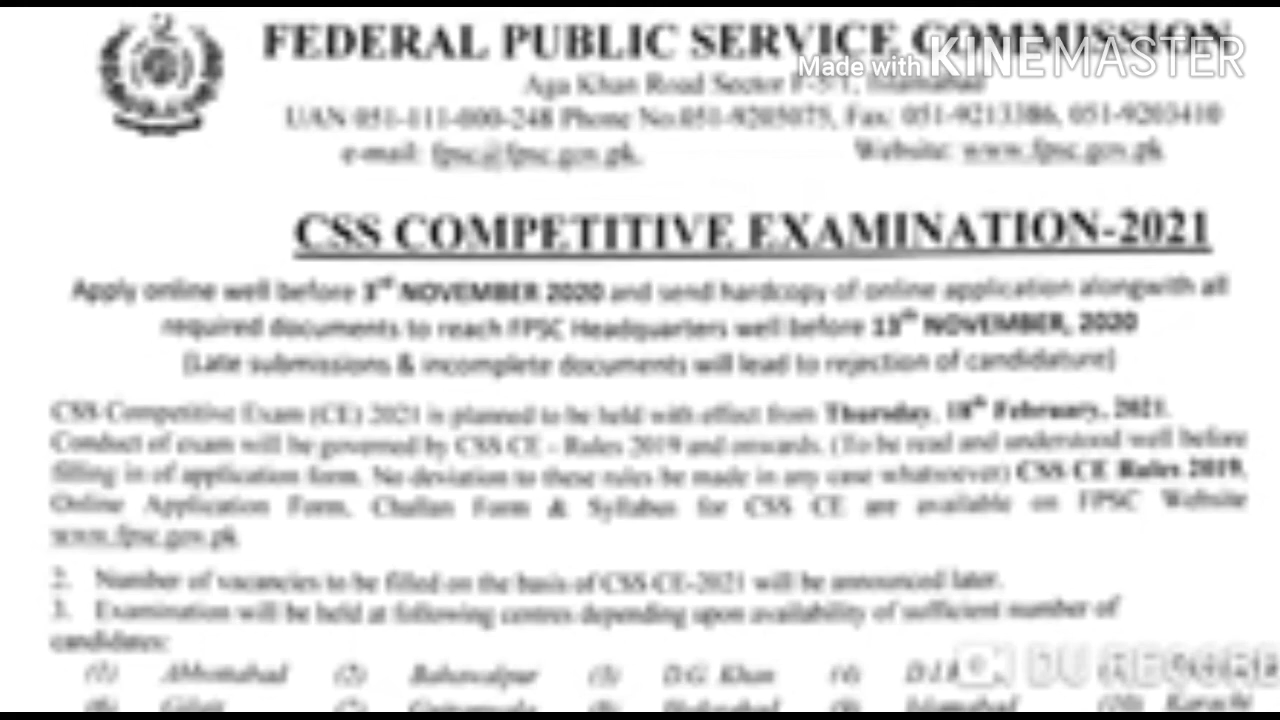 FEDERAL PUBLIC SERVICE COMMISSION
Made with KINEMASTER
Aga Khan Road Sector F-5/1, Islamabad
UAN 051-111-000-248 Phone No.051-9205075, Fax: 051-9213386, 051-9203410
e-mail: fpsc@fpsc.gov.pk, Website: www.fpsc.gov.pk
CSS COMPETITIVE EXAMINATION-2021
Apply online well before 3rd NOVEMBER 2020 and send hardcopy of online application alongwith all
required documents to reach FPSC Headquarters well before 13th NOVEMBER, 2020
(Late submissions & incomplete documents will lead to rejection of candidature)
CSS Competitive Exam (CE) 2021 is planned to be held with effect from Thursday, 18th February, 2021.
Conduct of exam will be governed by CSS CE - Rules 2019 and onwards. (To be read and understood well before
filling in of application form. No deviation to these rules be made in any case whatsoever) CSS CE Rules 2019,
Online Application Form, Challan Form & Syllabus for CSS CE are available on FPSC Website
www.fpsc.gov.pk
2. Number of vacancies to be filled on the basis of CSS CE-2021 will be announced later.
3. Examination will be held at following centres depending upon availability of sufficient number of
candidates:
(1) Abbottabad (2) Bahawalpur (3) D.G. Khan (4) D.I.K
(6) Gilgit (7) Gujranwala (8) Hyderabad (9) Islamabad (10) Karachi